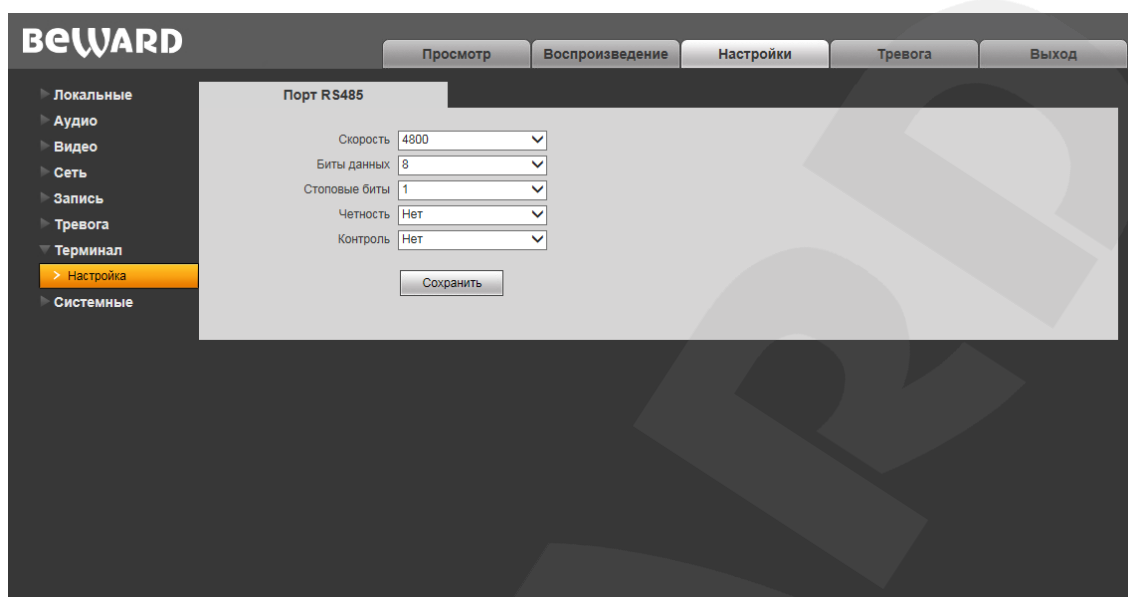 BEWARD
Просмотр Воспроизведение Настройки Тревога Выход
Локальные
Аудио
Видео
Сеть
Запись
Тревога
Терминал
> Настройка
Системные
Порт RS485
Скорость 4800
Биты данных 8
Стоповые биты 1
Четность Нет
Контроль Нет
Сохранить